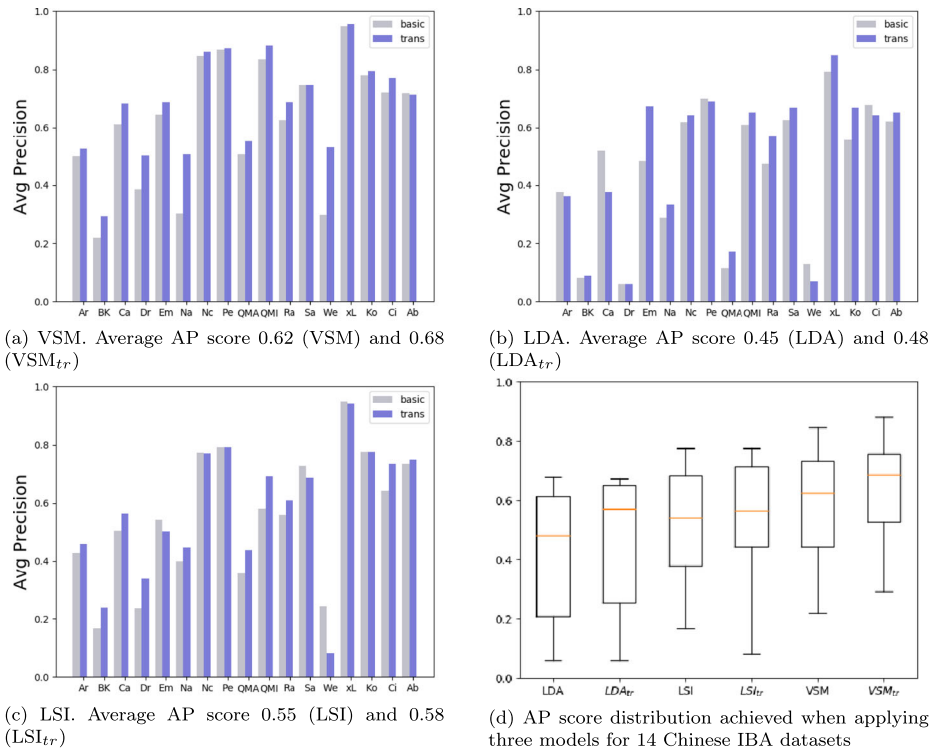 1.0
0.8
0.6
0.4
0.2
0.0
Avg Precision
basic
trans
Ar BK Ca Dr Em Na Nc Pe QMA QMI Ra Sa We xL Ko Ci Ab
(a) VSM. Average AP score 0.62 (VSM) and 0.68
(VSMtr)
1.0
0.8
0.6
0.4
0.2
0.0
Avg Precision
basic
trans
Ar BK Ca Dr Em Na Nc Pe QMA QMI Ra Sa We xL Ko Ci Ab
(b) LDA. Average AP score 0.45 (LDA) and 0.48
(LDAtr)
1.0
0.8
0.6
0.4
0.2
0.0
Avg Precision
basic
trans
Ar BK Ca Dr Em Na Nc Pe QMA QMI Ra Sa We xL Ko Ci Ab
(c) LSI. Average AP score 0.55 (LSI) and 0.58
(LSItr)
1.0
0.8
0.6
0.4
0.2
0.0
LDA LDAtr LSI LSItr VSM VSMtr
(d) AP score distribution achieved when applying
three models for 14 Chinese IBA datasets